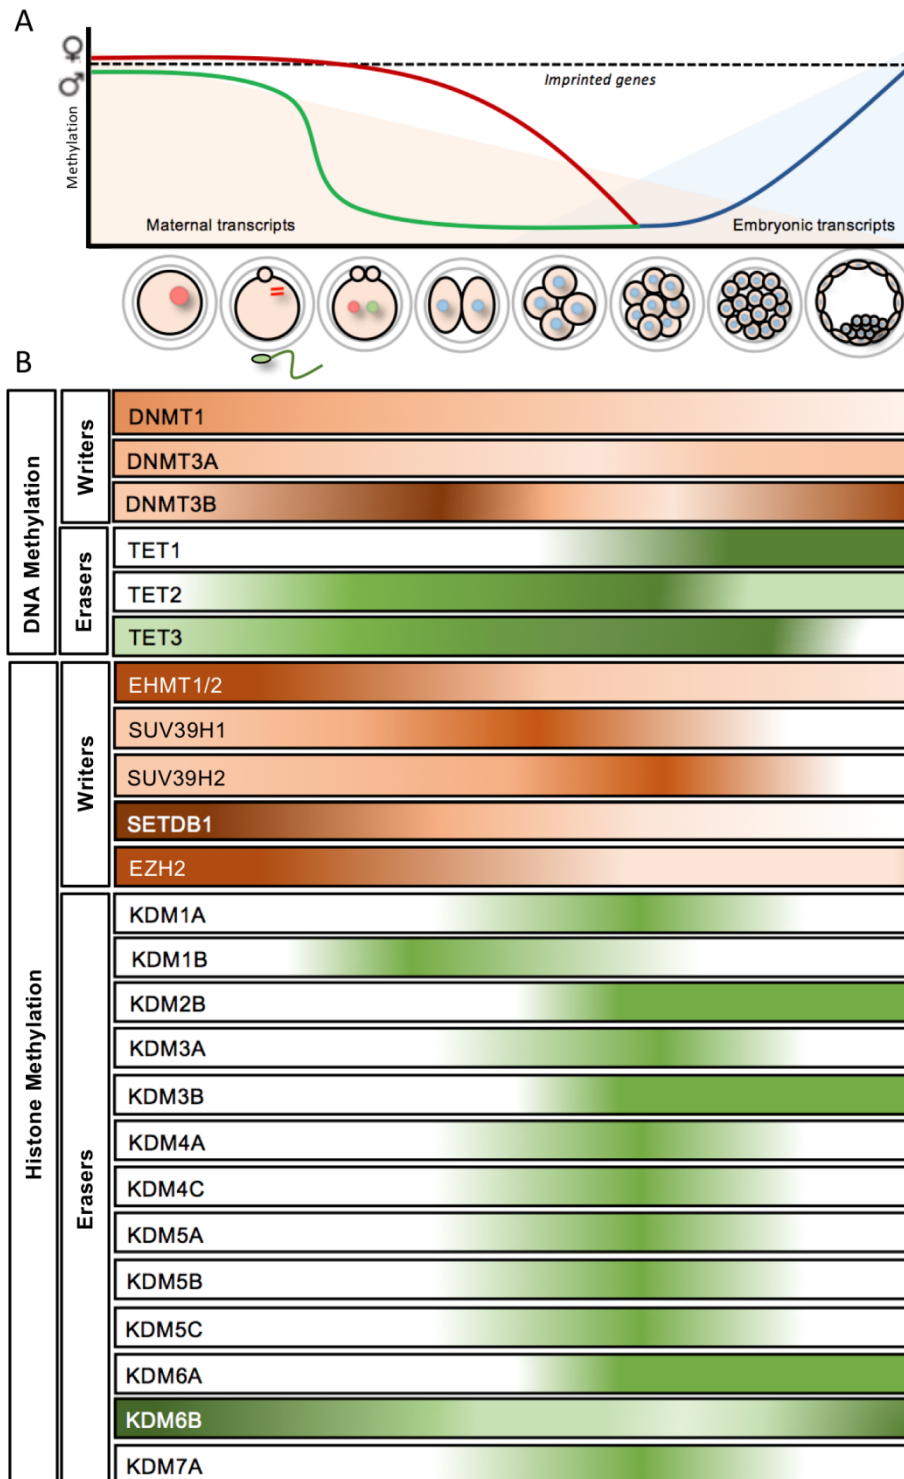 A
♀
♂
Methylation
Imprinted genes
Maternal transcripts
Embryonic transcripts
B
DNA Methylation
Writers
DNMT1
DNMT3A
DNMT3B
Erasers
TET1
TET2
TET3
Histone Methylation
Writers
EHMT1/2
SUV39H1
SUV39H2
SETDB1
EZH2
Erasers
KDM1A
KDM1B
KDM2B
KDM3A
KDM3B
KDM4A
KDM4C
KDM5A
KDM5B
KDM5C
KDM6A
KDM6B
KDM7A